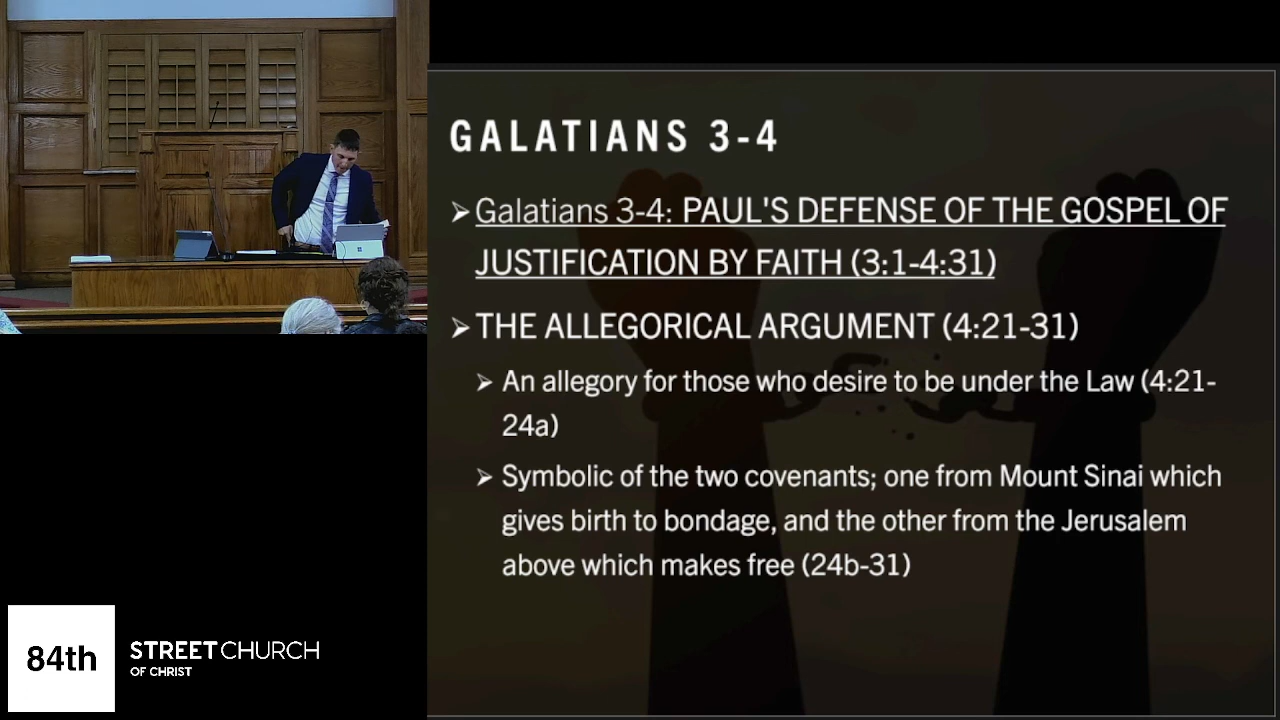 GALATIANS 3-4
➢ Galatians 3-4: PAUL'S DEFENSE OF THE GOSPEL OF
JUSTIFICATION BY FAITH (3:1-4:31)
➢ THE ALLEGORICAL ARGUMENT (4:21-31)
➢ An allegory for those who desire to be under the Law (4:21-
24a)
➢ Symbolic of the two covenants; one from Mount Sinai which
gives birth to bondage, and the other from the Jerusalem
above which makes free (24b-31)
84th
STREET CHURCH
OF CHRIST